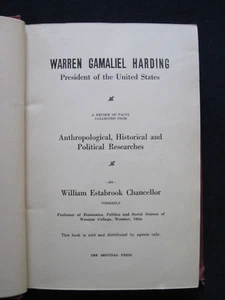 WARREN GAMALIEL HARDING
President of the United States
A REVIEW OF FACTS
COLLECTED FROM
Anthropological, Historical and
Political Researches
—BY—
William Estabrook Chancellor
FORMERLY
Professor of Economics, Politics and Social Science of
Wooster College, Wooster, Ohio
This book is sold and distributed by agents only.
THE SENTINAL PRESS